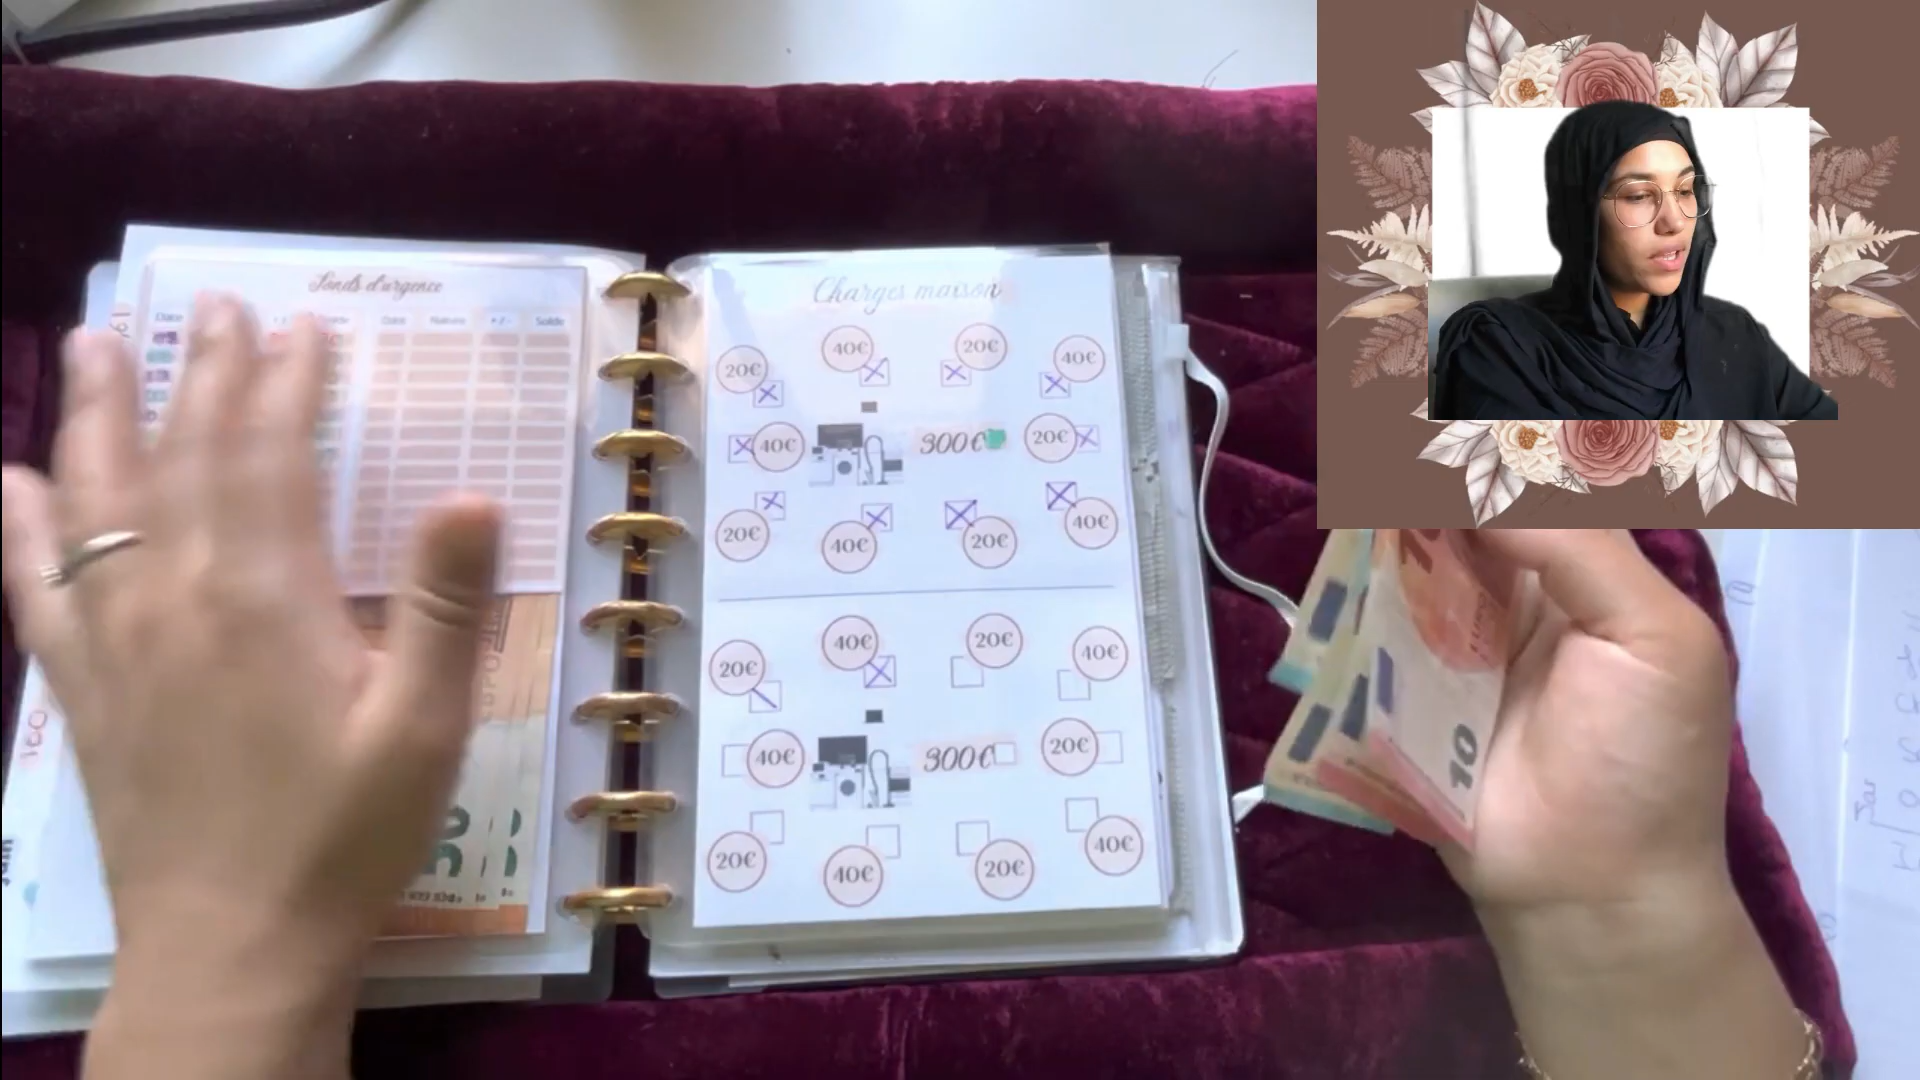 Fonds d'urgence
Date
Solde
Date
Nature
+ / -
Solde
Charges maison
20€
40€
20€
40€
40€
300€
20€
20€
40€
20€
40€
20€
40€
20€
40€
40€
300€
20€
20€
40€
20€
40€
10